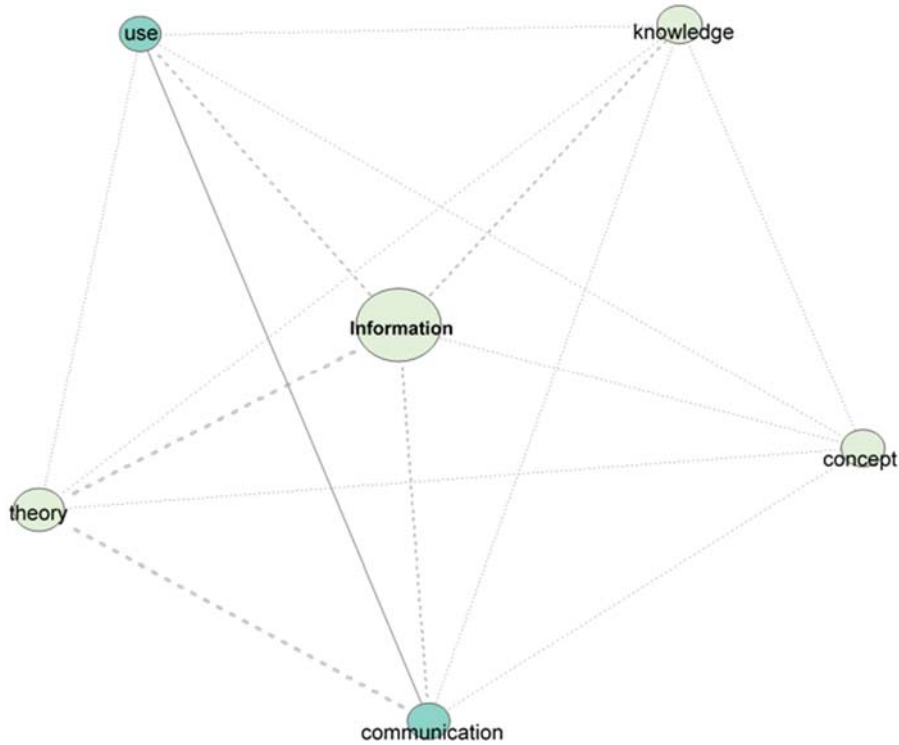 use
knowledge
Information
concept
theory
communication